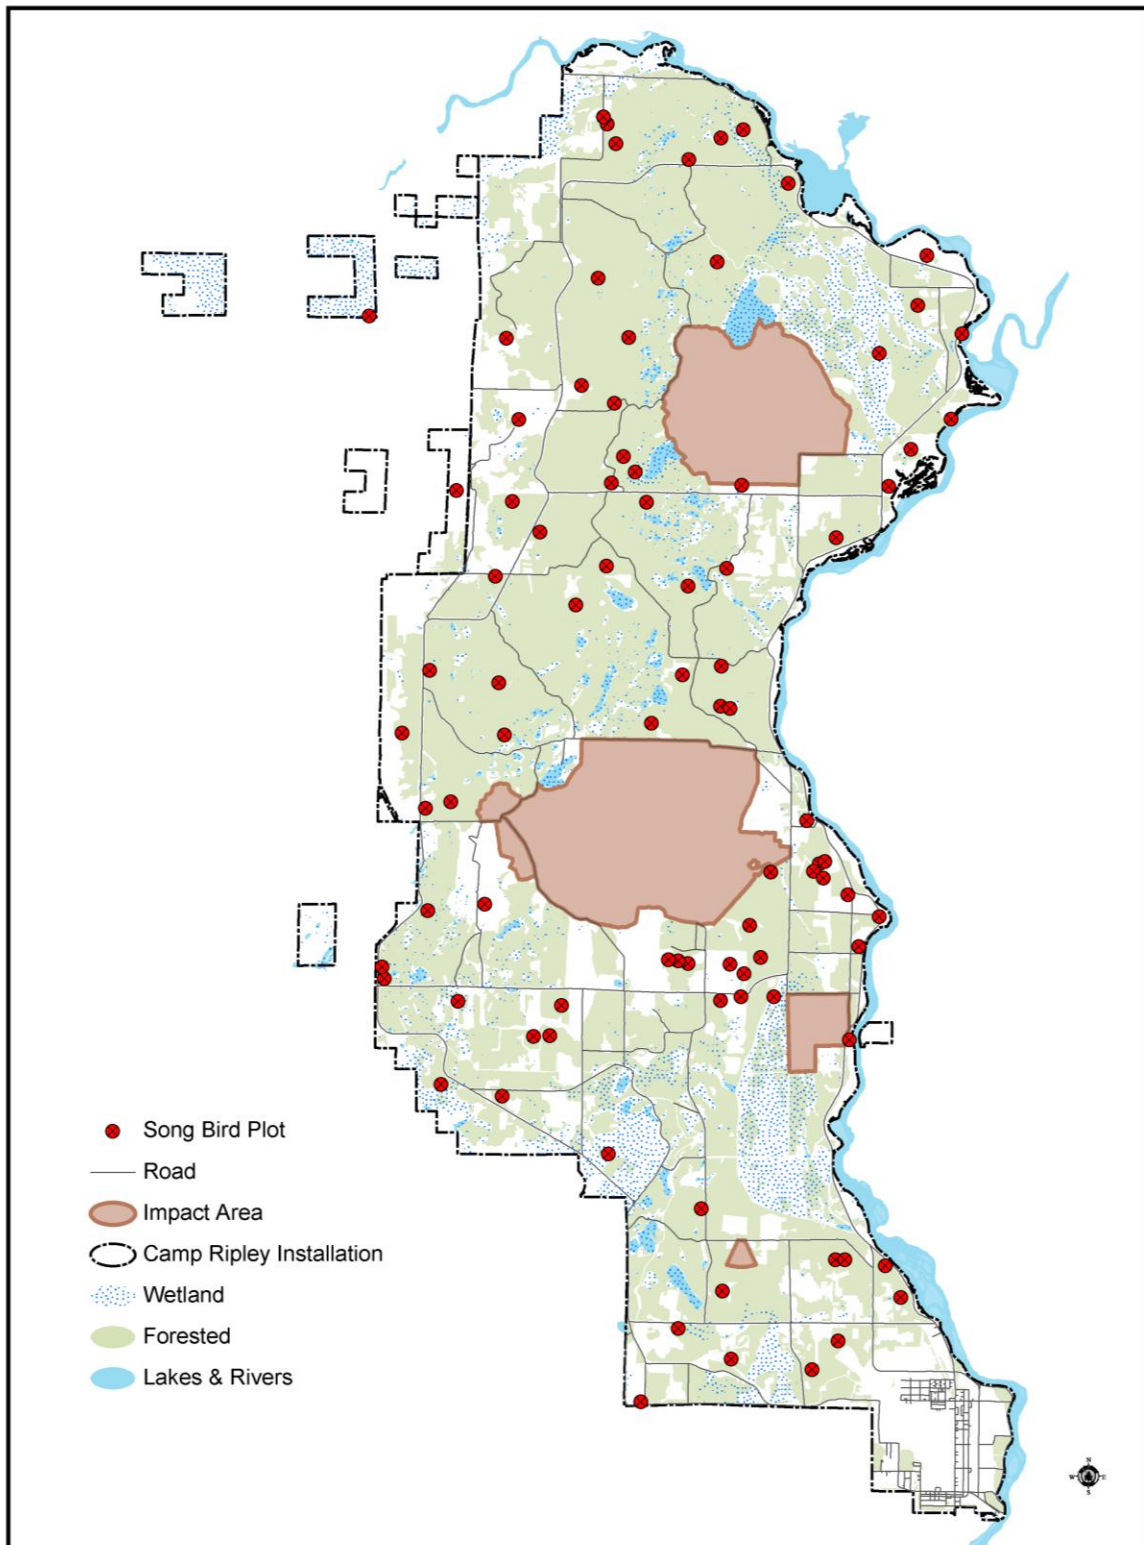 Song Bird Plot
Road
Impact Area
Camp Ripley Installation
Wetland
Forested
Lakes & Rivers
N
W E
S